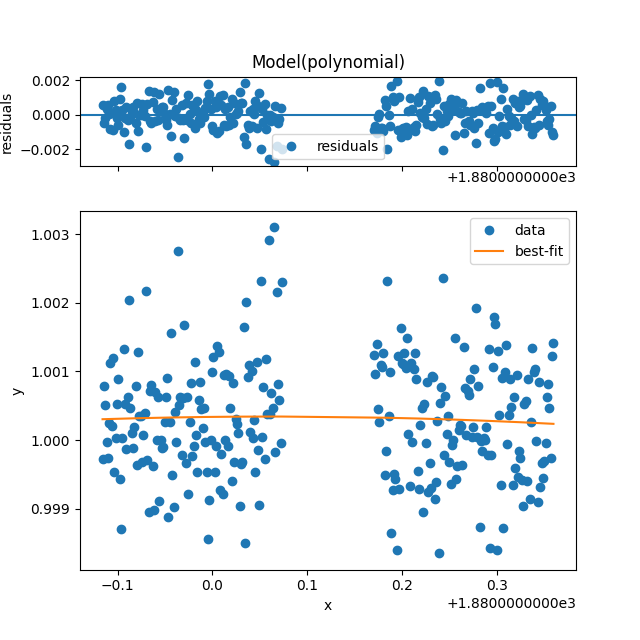 Model(polynomial)
0.002
0.000
−0.002
residuals
residuals
+1.8800000000e3
1.003
1.002
1.001
1.000
0.999
y
data
best-fit
−0.1
0.0
0.1
0.2
0.3
x
+1.8800000000e3